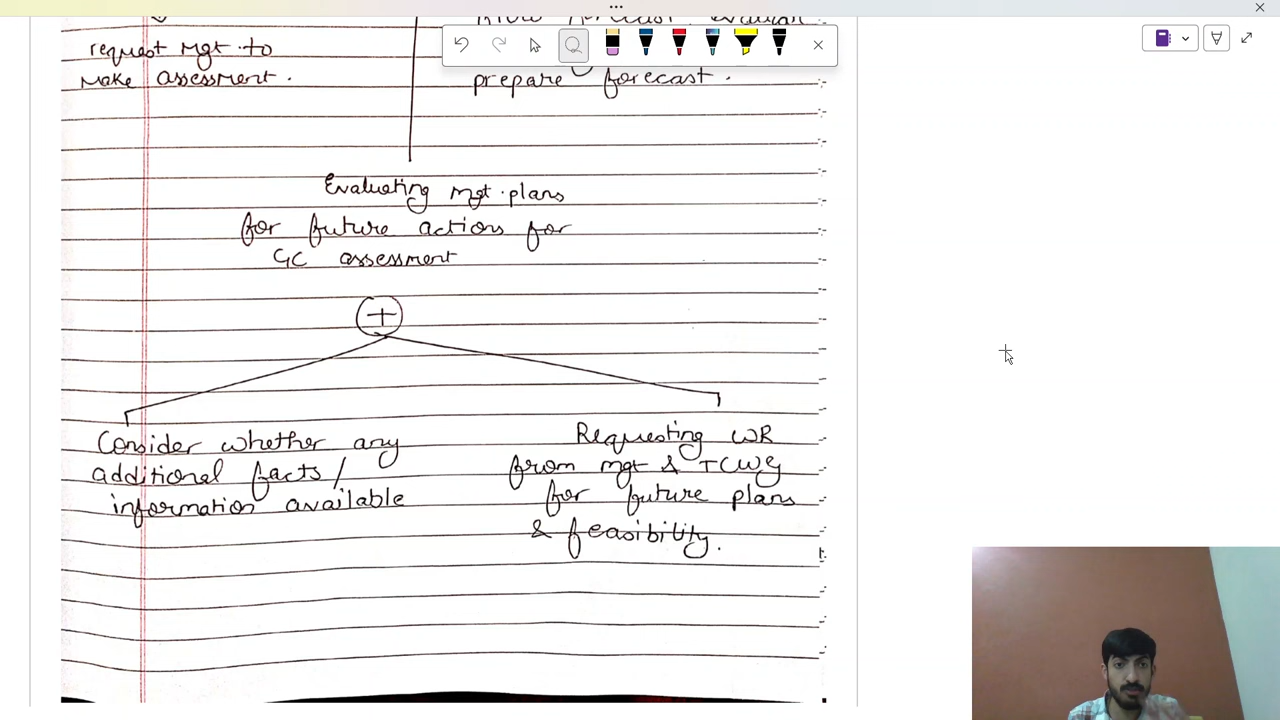 request Mgt. to
Make assessment.
prepare forecast.
Evaluating Mgt. plans
for future actions for
GC assessment
+
Consider whether any
additional facts/
information available
Requesting WR
from Mgt & TCWG
for future plans
& feasibility.